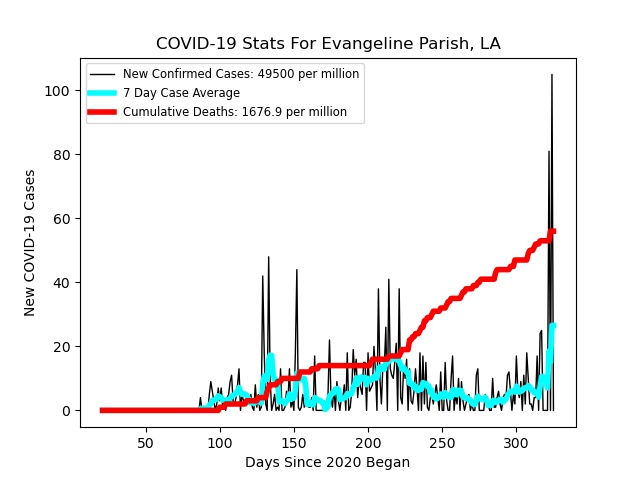 COVID-19 Stats For Evangeline Parish, LA
New Confirmed Cases: 49500 per million
7 Day Case Average
Cumulative Deaths: 1676.9 per million
New COVID-19 Cases
100
80
60
40
20
0
50 100 150 200 250 300
Days Since 2020 Began